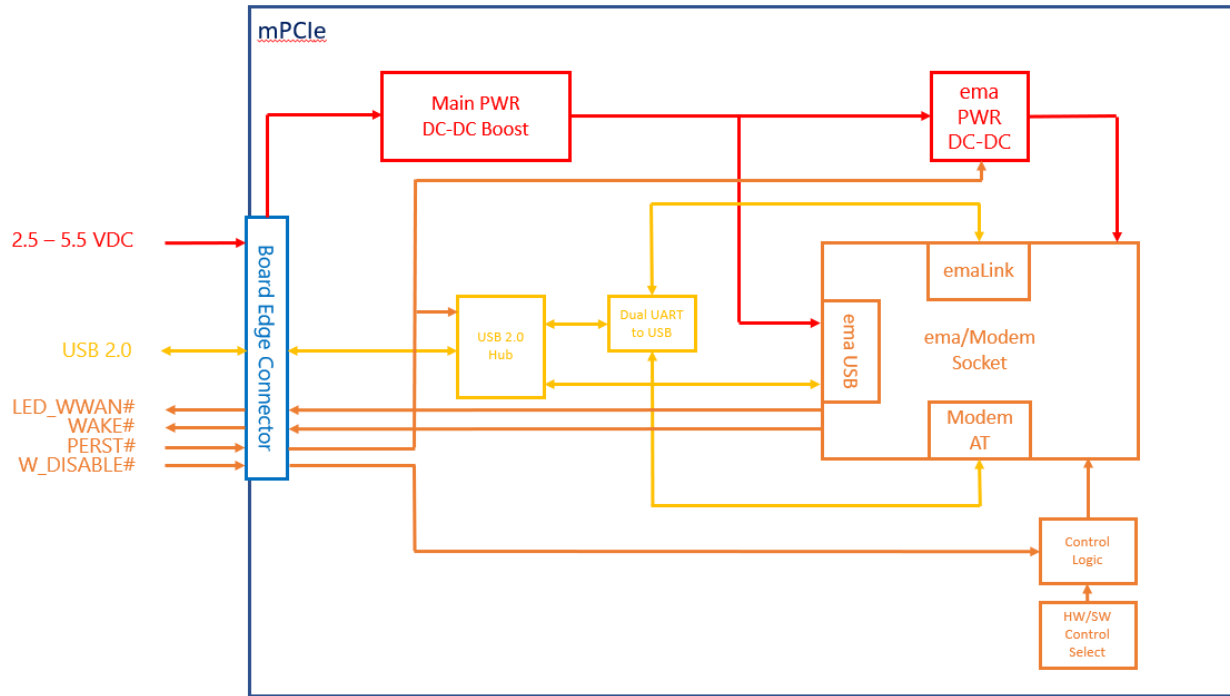 mPCIe
Main PWR
DC-DC Boost
ema
PWR
DC-DC
2.5 – 5.5 VDC
Board Edge Connector
emaLink
USB 2.0
Hub
Dual UART
to USB
ema USB
ema/Modem
Socket
USB 2.0
LED_WWAN#
WAKE#
PERST#
W_DISABLE#
Modem
AT
Control
Logic
HW/SW
Control
Select